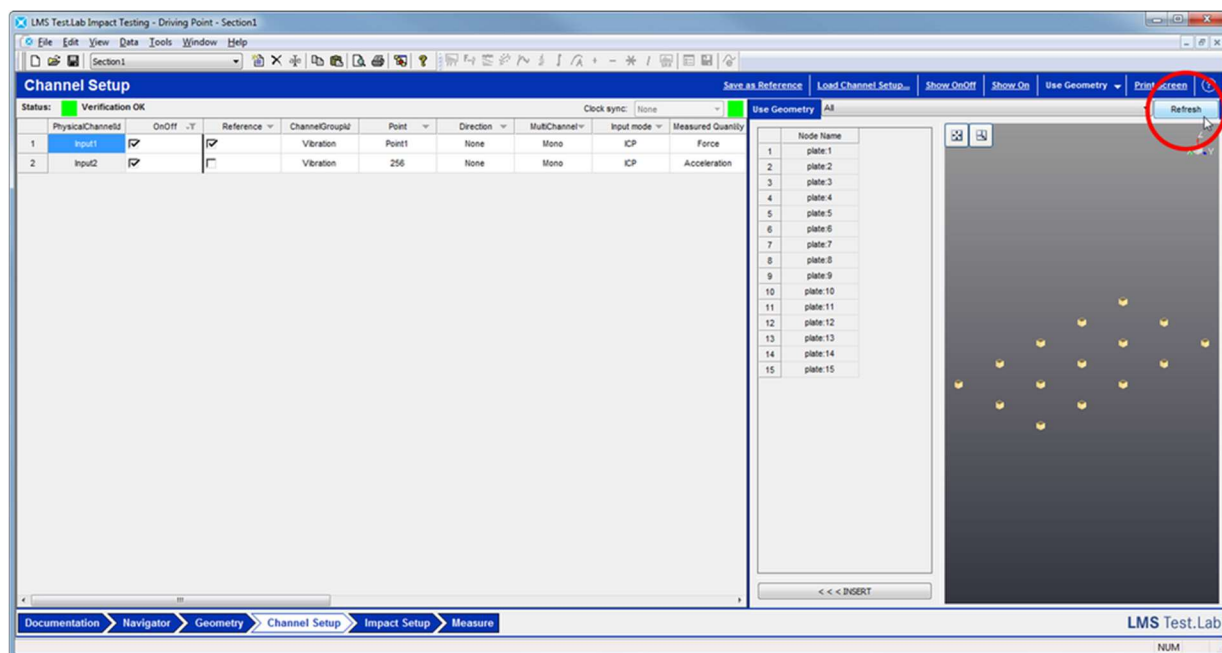 LMS Test.Lab Impact Testing - Driving Point - Section1
File Edit View Data Tools Window Help
Section1
Channel Setup
Save as Reference Load Channel Setup... Show OnOff Show On Use Geometry Print Screen
Status: Verification OK Clock sync: None Use Geometry All Refresh
PhysicalChannelId OnOff Reference ChannelGroupId Point Direction MultiChannel Input mode Measured Quantity
1 Input1 Vibration Point1 None Mono ICP Force
2 Input2 Vibration 256 None Mono ICP Acceleration
Node Name
1 plate:1
2 plate:2
3 plate:3
4 plate:4
5 plate:5
6 plate:6
7 plate:7
8 plate:8
9 plate:9
10 plate:10
11 plate:11
12 plate:12
13 plate:13
14 plate:14
15 plate:15
< < < INSERT
Documentation Navigator Geometry Channel Setup Impact Setup Measure
LMS Test.Lab
NUM